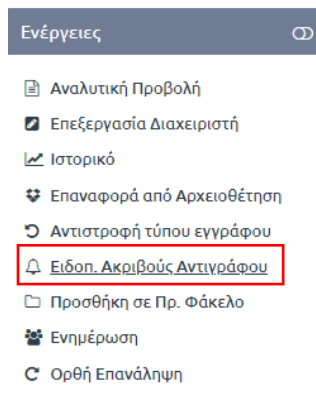 Ενέργειες
Αναλυτική Προβολή
Επεξεργασία Διαχειριστή
Ιστορικό
Επαναφορά από Αρχειοθέτηση
Αντιστροφή τύπου εγγράφου
Ειδοπ. Ακριβούς Αντιγράφου
Προσθήκη σε Πρ. Φάκελο
Ενημέρωση
Ορθή Επανάληψη